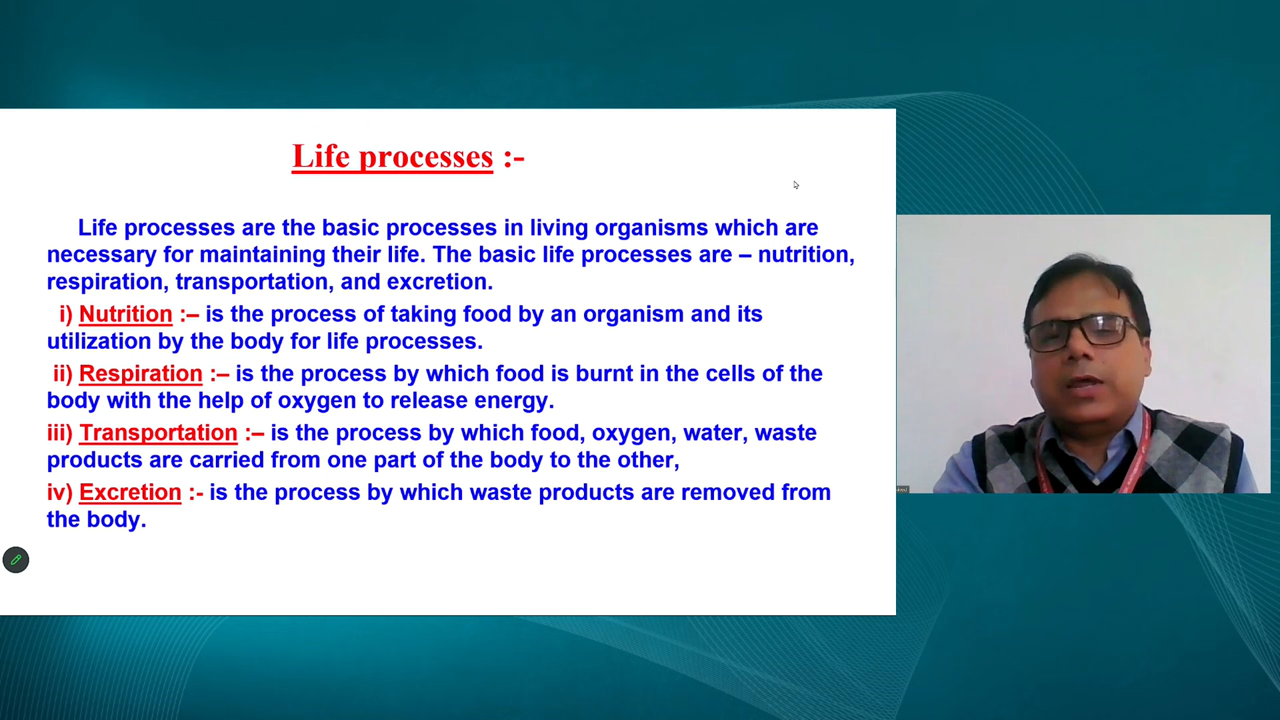 Life processes :-
Life processes are the basic processes in living organisms which are
necessary for maintaining their life. The basic life processes are – nutrition,
respiration, transportation, and excretion.
i) Nutrition :– is the process of taking food by an organism and its
utilization by the body for life processes.
ii) Respiration :– is the process by which food is burnt in the cells of the
body with the help of oxygen to release energy.
iii) Transportation :– is the process by which food, oxygen, water, waste
products are carried from one part of the body to the other,
iv) Excretion :- is the process by which waste products are removed from
the body.